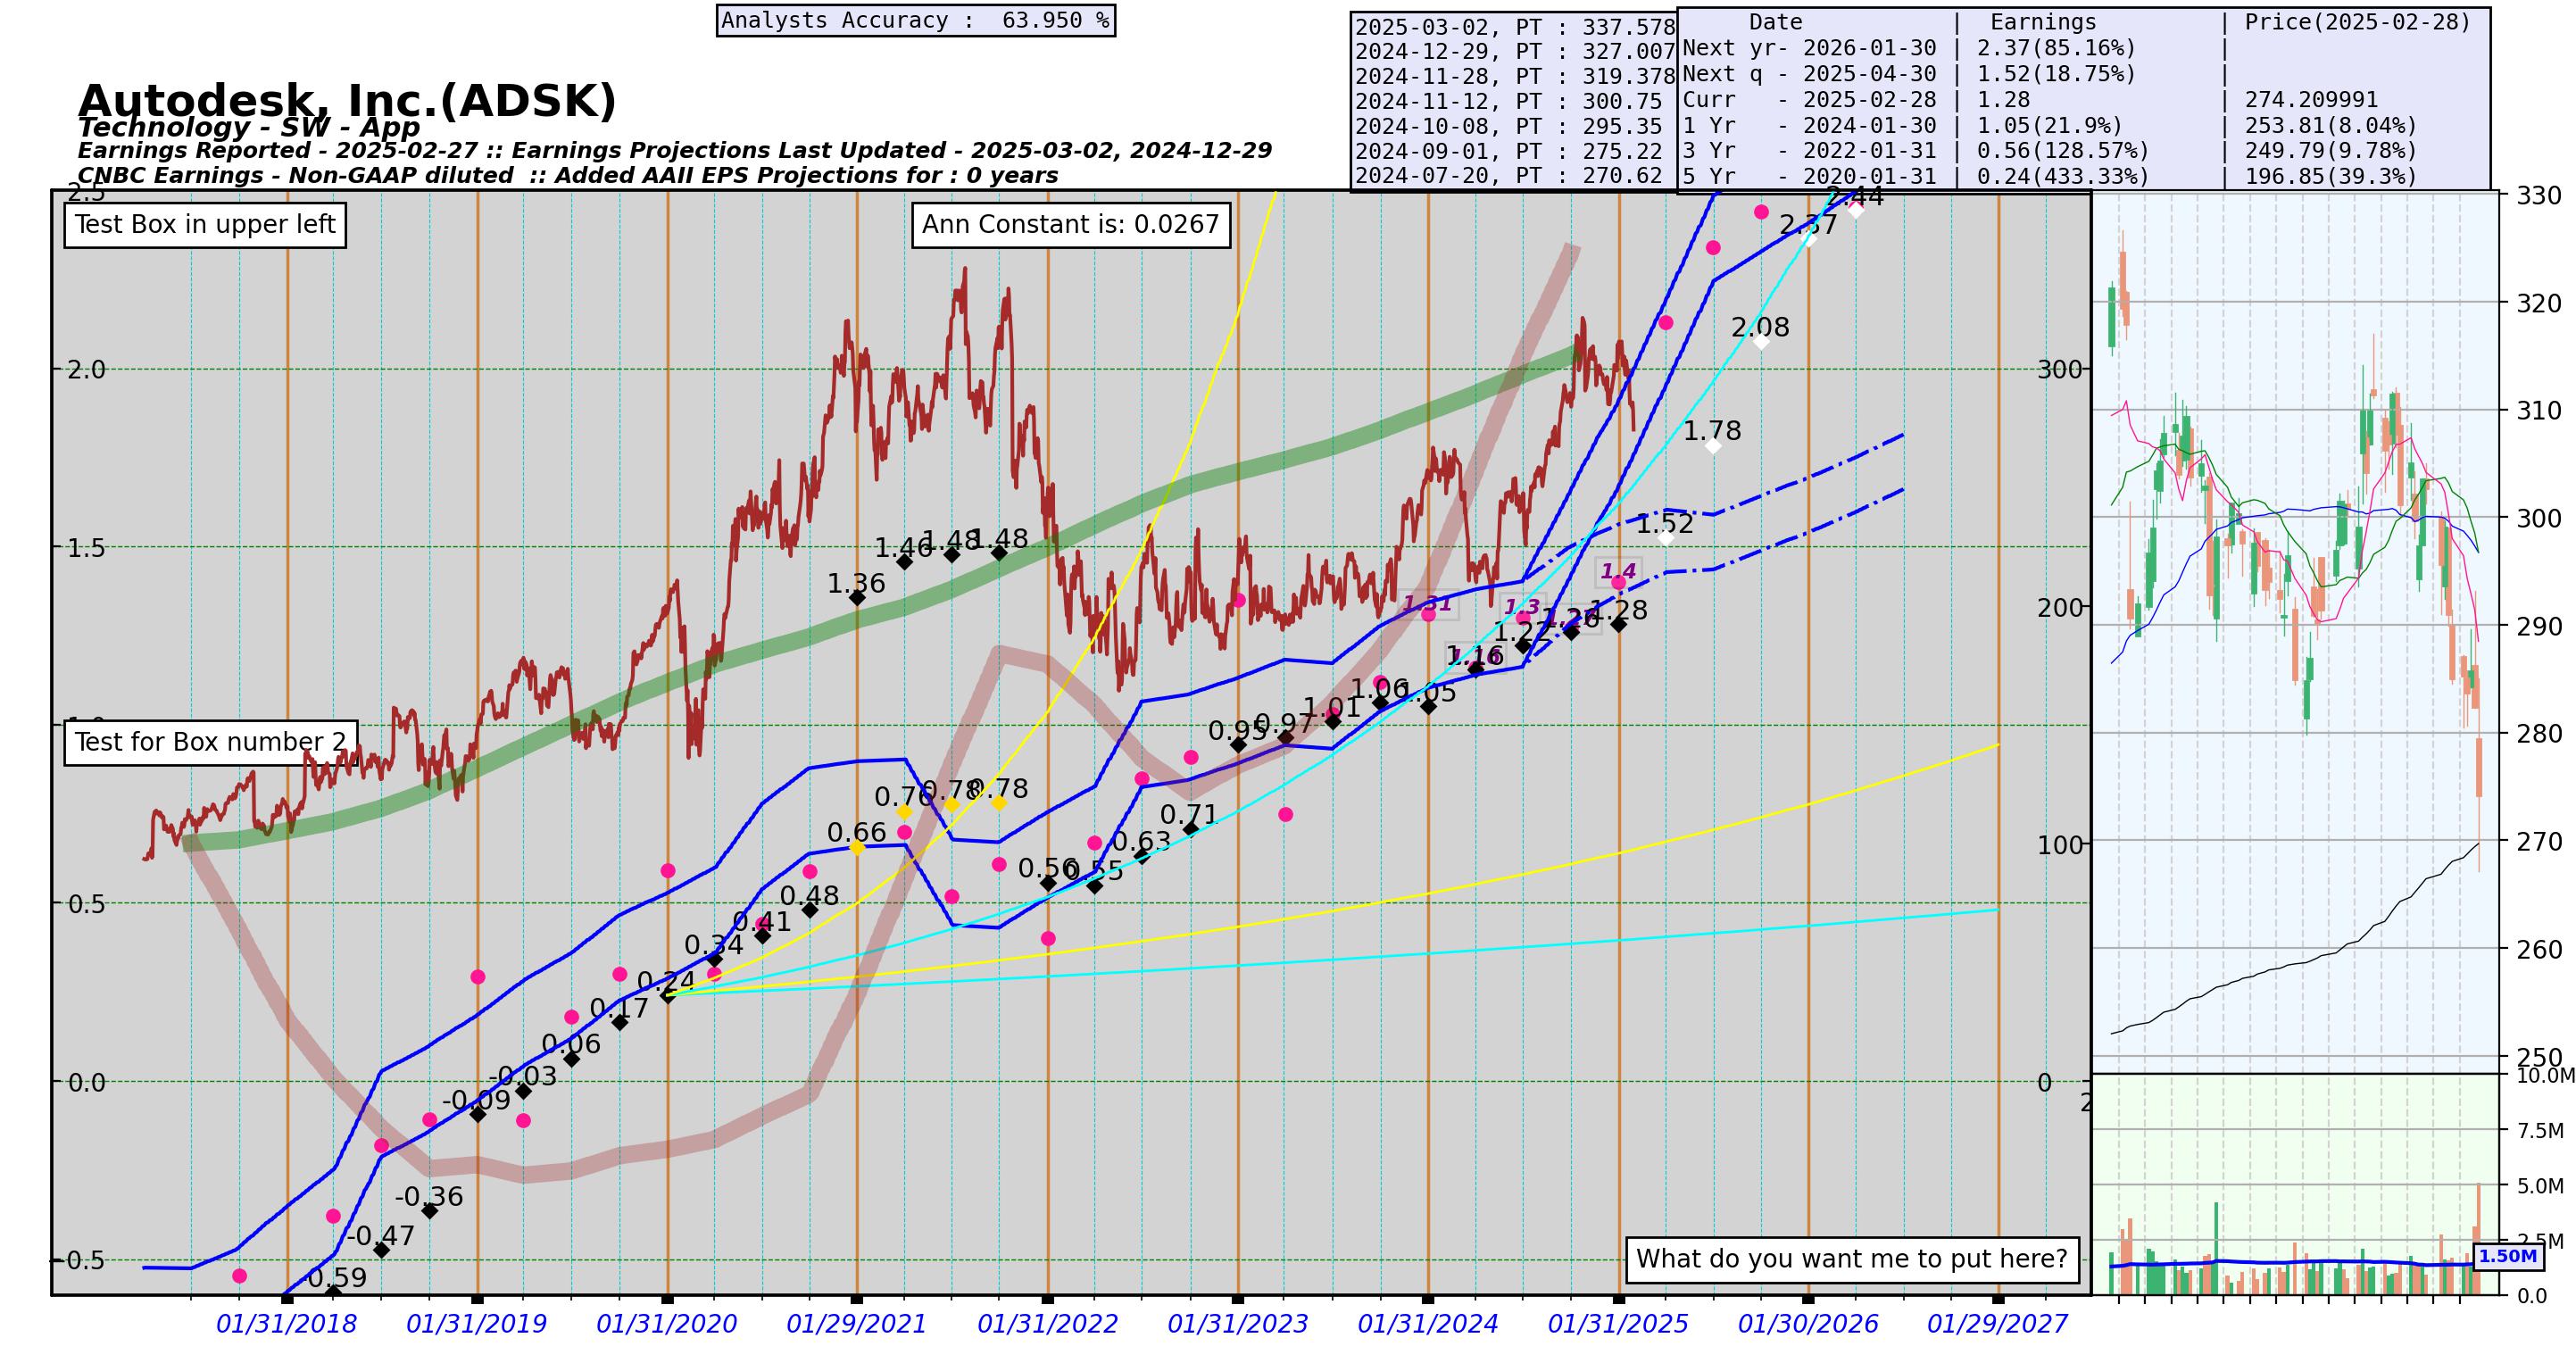 Analysts Accuracy :  63.950 %
2025-03-02, PT : 337.578
2024-12-29, PT : 327.007
2024-11-28, PT : 319.378
2024-11-12, PT : 300.75
2024-10-08, PT : 295.35
2024-09-01, PT : 275.22
2024-07-20, PT : 270.62
Date | Earnings | Price(2025-02-28)
Next yr- 2026-01-30 | 2.37(85.16%) |
Next q - 2025-04-30 | 1.52(18.75%) |
Curr - 2025-02-28 | 1.28 | 274.209991
1 Yr - 2024-01-30 | 1.05(21.9%) | 253.81(8.04%)
3 Yr - 2022-01-31 | 0.56(128.57%) | 249.79(9.78%)
5 Yr - 2020-01-31 | 0.24(433.33%) | 196.85(39.3%)
Autodesk, Inc.(ADSK)
Technology - SW - App
Earnings Reported - 2025-02-27 :: Earnings Projections Last Updated - 2025-03-02, 2024-12-29
CNBC Earnings - Non-GAAP diluted  :: Added AAII EPS Projections for : 0 years
2.5
Test Box in upper left
Ann Constant is: 0.0267
2.44
2.37
2.08
2.0
1.78
1.52
1.5
1.46
1.48
1.48
1.36
1.4
1.31
1.3
1.28
1.26
1.22
1.16
1.06
1.05
1.01
0.97
0.95
Test for Box number 2
0.76
0.78
0.78
0.71
0.66
0.63
0.56
0.55
0.5
0.48
0.41
0.34
0.24
0.17
0.06
0.0
-0.03
-0.09
-0.36
-0.47
-0.59
-0.5
What do you want me to put here?
300
200
100
0
330
320
310
300
290
280
270
260
250
10.0M
7.5M
5.0M
2.5M
1.50M
0.0
01/31/2018
01/31/2019
01/31/2020
01/29/2021
01/31/2022
01/31/2023
01/31/2024
01/31/2025
01/30/2026
01/29/2027